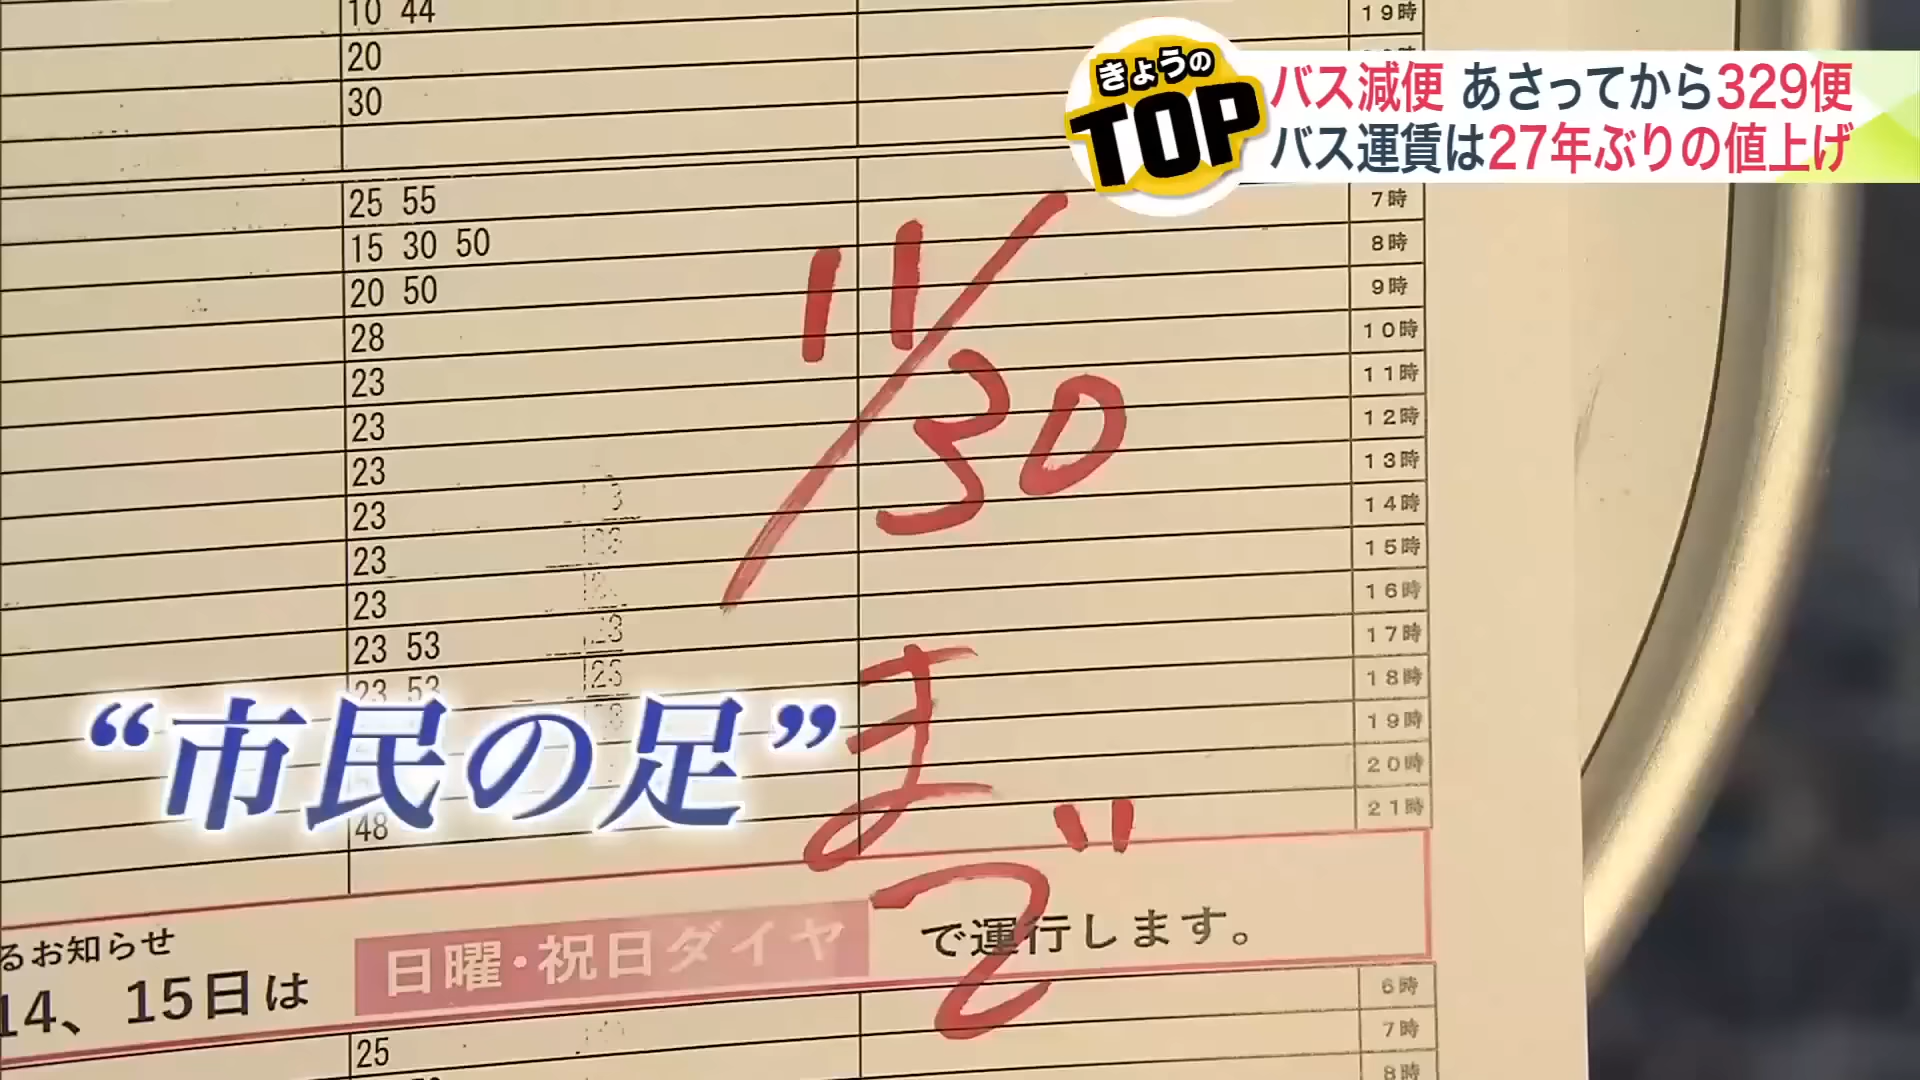 きょうの
TOP
バス減便 あさってから329便
バス運賃は27年ぶりの値上げ
10 44
19時
20
30
25 55
7時
15 30 50
8時
20 50
9時
28
10時
23
11時
23
12時
23
13時
23
14時
23
15時
23
16時
23 53
17時
23 53
18時
19時
20時
48
21時
11/30
まで
“市民の足”
るお知らせ
14、15日は 日曜・祝日ダイヤ で運行します。
6時
25
7時
8時